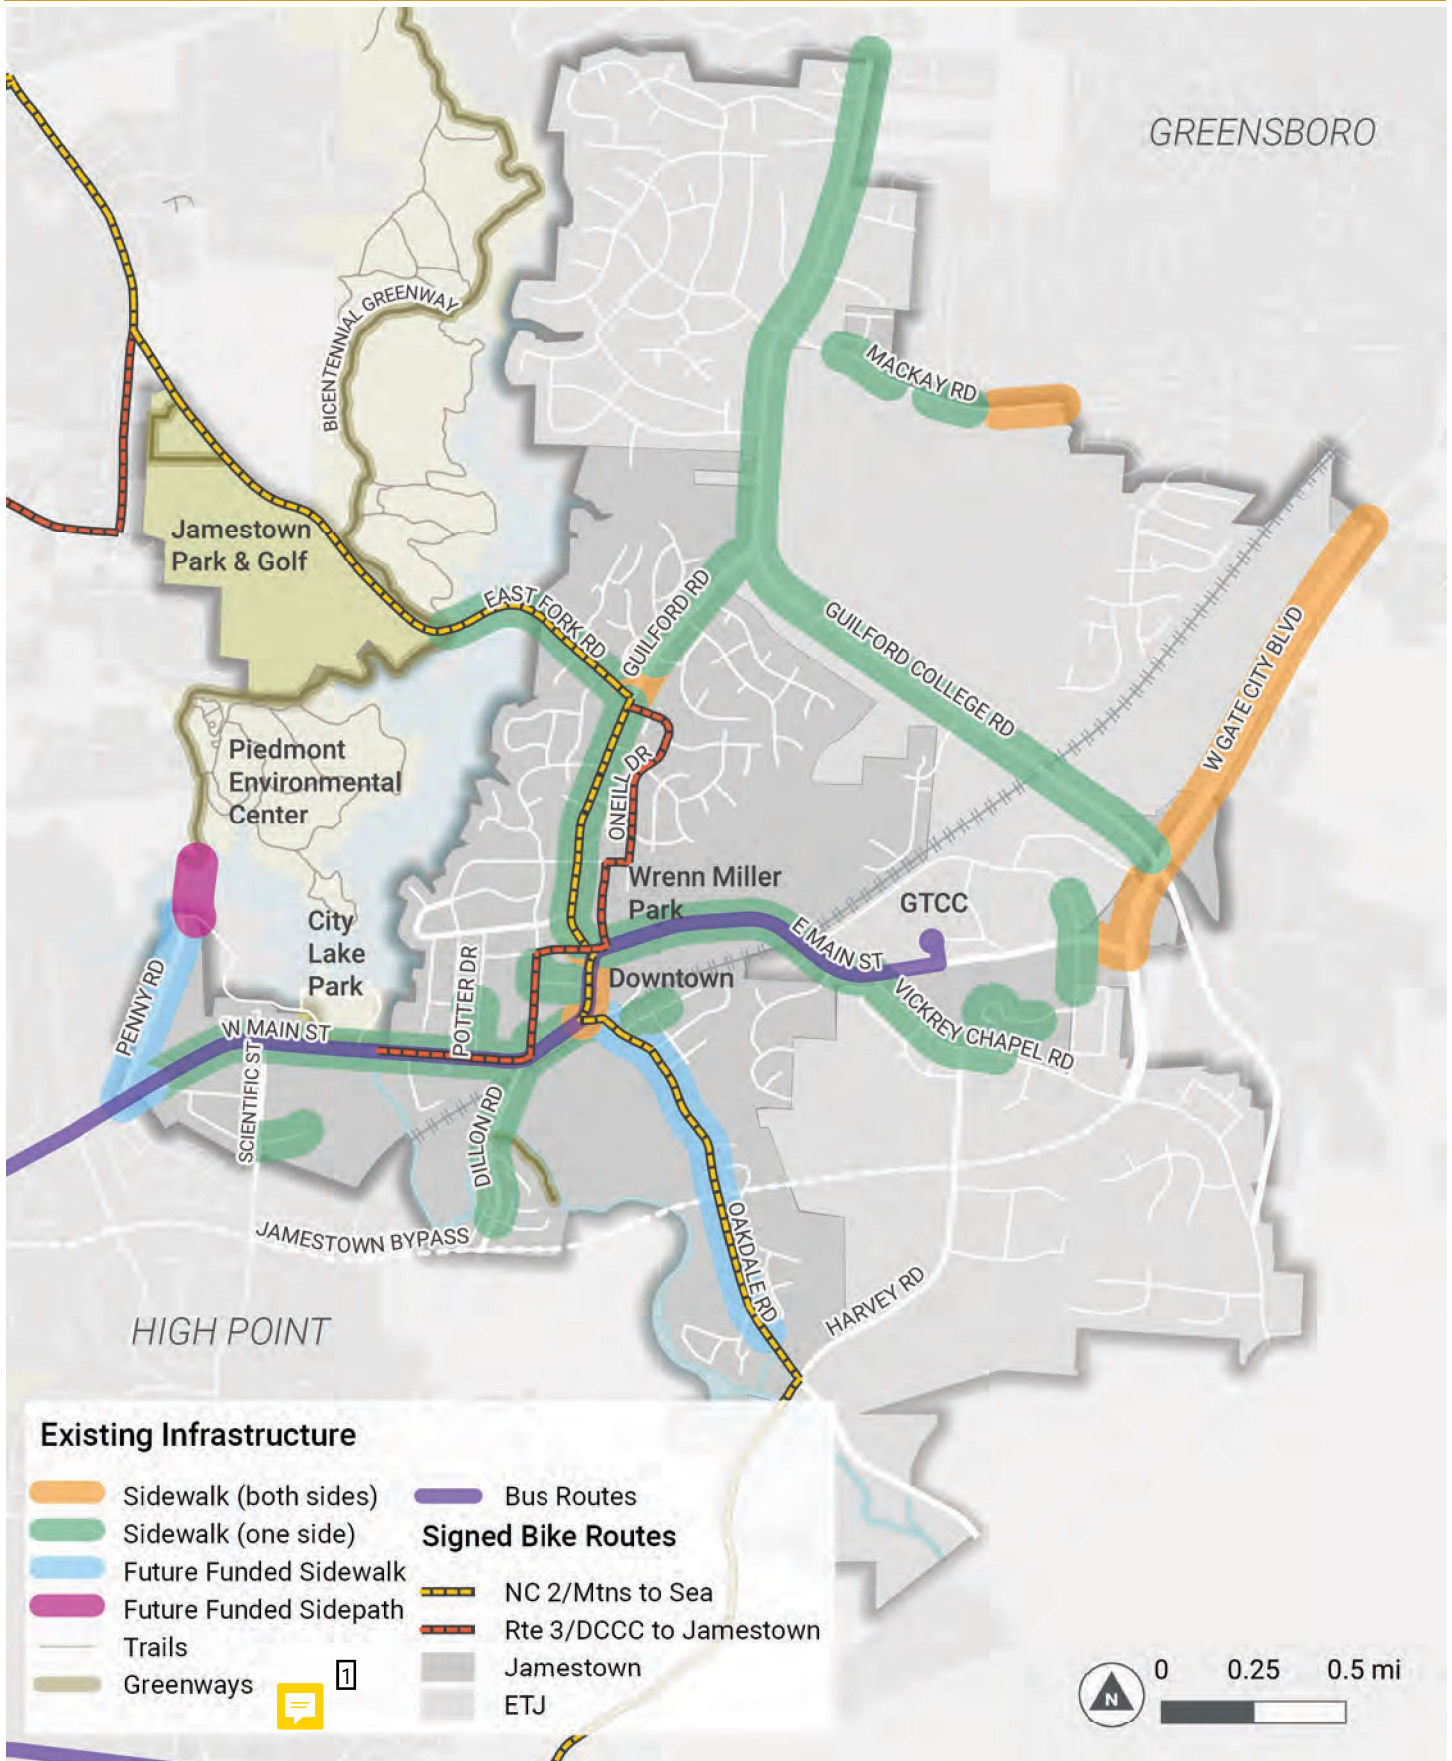 GREENSBORO
BICENTENNIAL GREENWAY
MACKAY RD
Jamestown
Park & Golf
EAST FORK RD
GUILFORD RD
GUILFORD COLLEGE RD
W GATE CITY BLVD
Piedmont
Environmental
Center
ONEILL DR
Wrenn Miller
Park
GTCC
City
Lake
Park
E MAIN ST
POTTER DR
Downtown
PENNY RD
W MAIN ST
VICKREY CHAPEL RD
SCIENTIFIC ST
DILLON RD
JAMESTOWN BYPASS
OAKDALE RD
HARVEY RD
HIGH POINT
Existing Infrastructure
Sidewalk (both sides)
Sidewalk (one side)
Future Funded Sidewalk
Future Funded Sidepath
Trails
Greenways
1
Bus Routes
Signed Bike Routes
NC 2/Mtns to Sea
Rte 3/DCCC to Jamestown
Jamestown
ETJ
N
0 0.25 0.5 mi